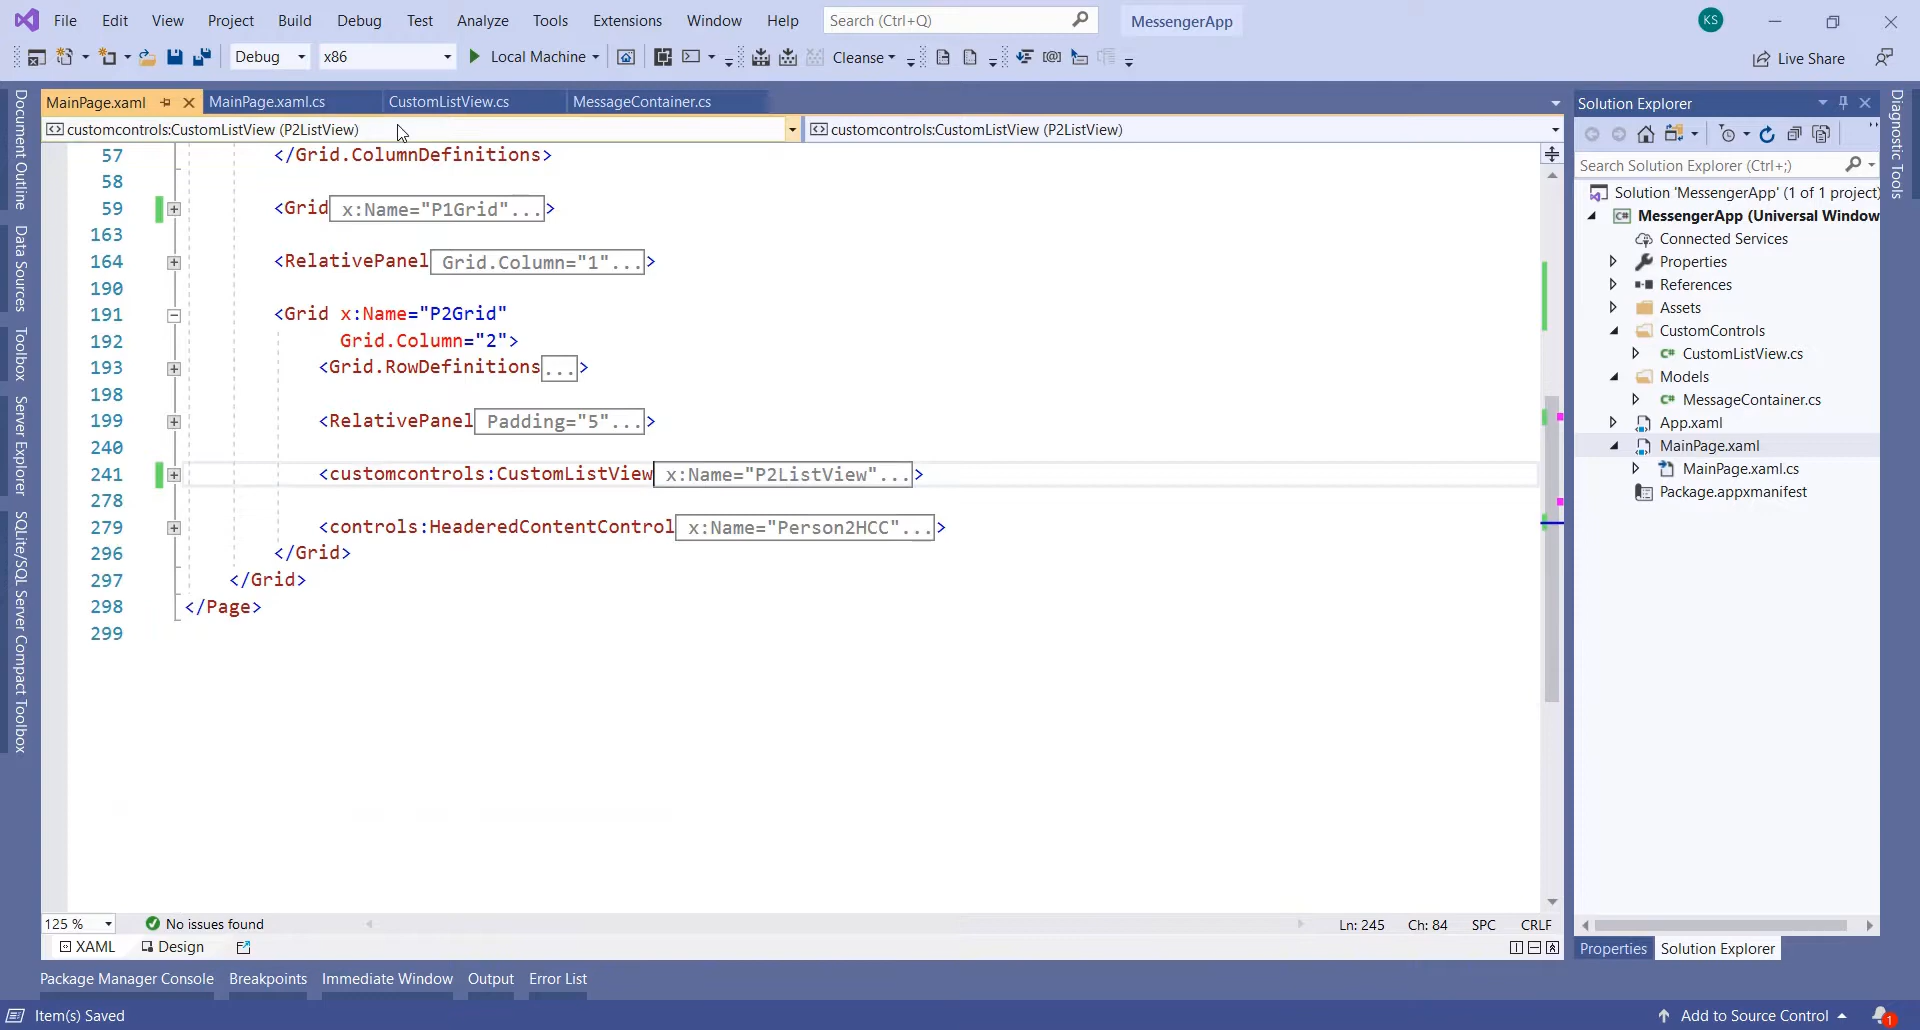 File Edit View Project Build Debug Test Analyze Tools Extensions Window Help Search (Ctrl+Q) MessengerApp KS
Debug x86 Local Machine Cleanse Live Share
MainPage.xaml MainPage.xaml.cs CustomListView.cs MessageContainer.cs
customcontrols:CustomListView (P2ListView) customcontrols:CustomListView (P2ListView)
57 </Grid.ColumnDefinitions>
58
59 <Grid x:Name="P1Grid"...>
163
164 <RelativePanel Grid.Column="1"...>
190
191 <Grid x:Name="P2Grid"
192 Grid.Column="2">
193 <Grid.RowDefinitions...>
198
199 <RelativePanel Padding="5"...>
240
241 <customcontrols:CustomListView x:Name="P2ListView"...>
278
279 <controls:HeaderedContentControl x:Name="Person2HCC"...>
296 </Grid>
297 </Grid>
298 </Page>
299
125 % No issues found Ln: 245 Ch: 84 SPC CRLF
XAML Design
Document Outline
Data Sources
Toolbox
Server Explorer
SQLite/SQL Server Compact Toolbox
Solution Explorer
Search Solution Explorer (Ctrl+;)
Solution 'MessengerApp' (1 of 1 project)
C# MessengerApp (Universal Window
Connected Services
Properties
References
Assets
CustomControls
C# CustomListView.cs
Models
C# MessageContainer.cs
App.xaml
MainPage.xaml
MainPage.xaml.cs
Package.appxmanifest
Properties Solution Explorer
Diagnostic Tools
Package Manager Console Breakpoints Immediate Window Output Error List
Item(s) Saved Add to Source Control 1